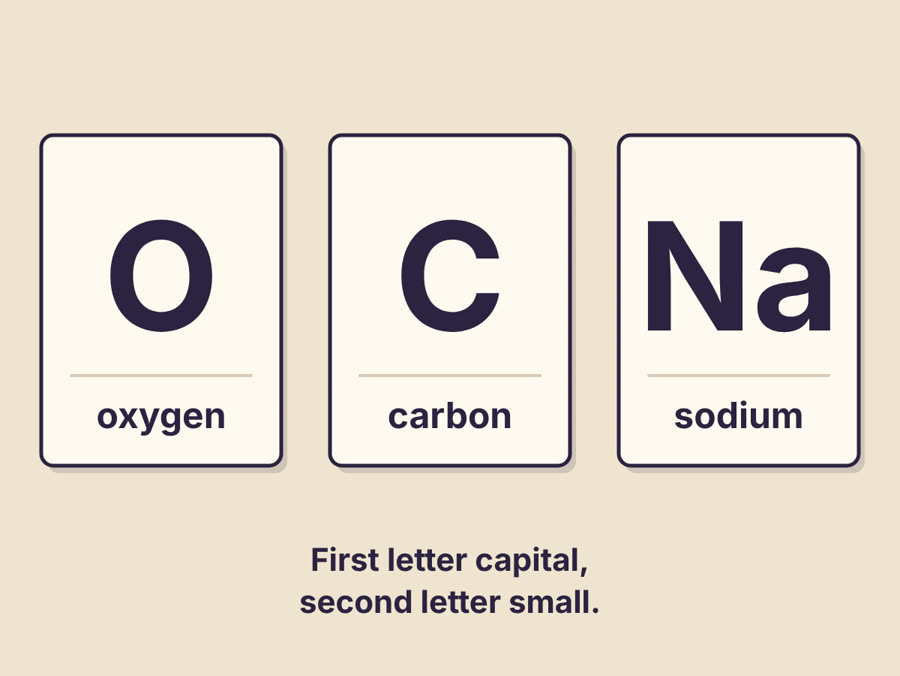 O
oxygen
C
carbon
Na
sodium
First letter capital,
second letter small.